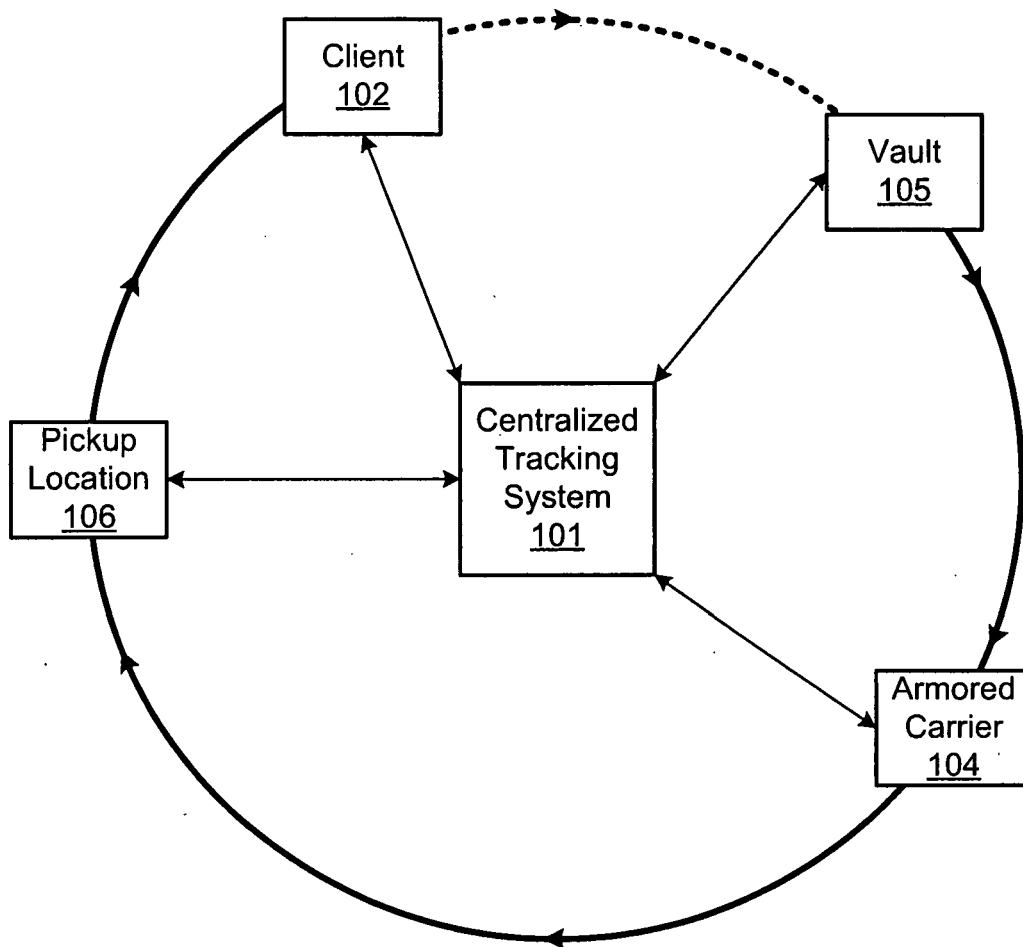 Client
102
Vault
105
Centralized
Tracking
System
101
Pickup
Location
106
Armored
Carrier
104